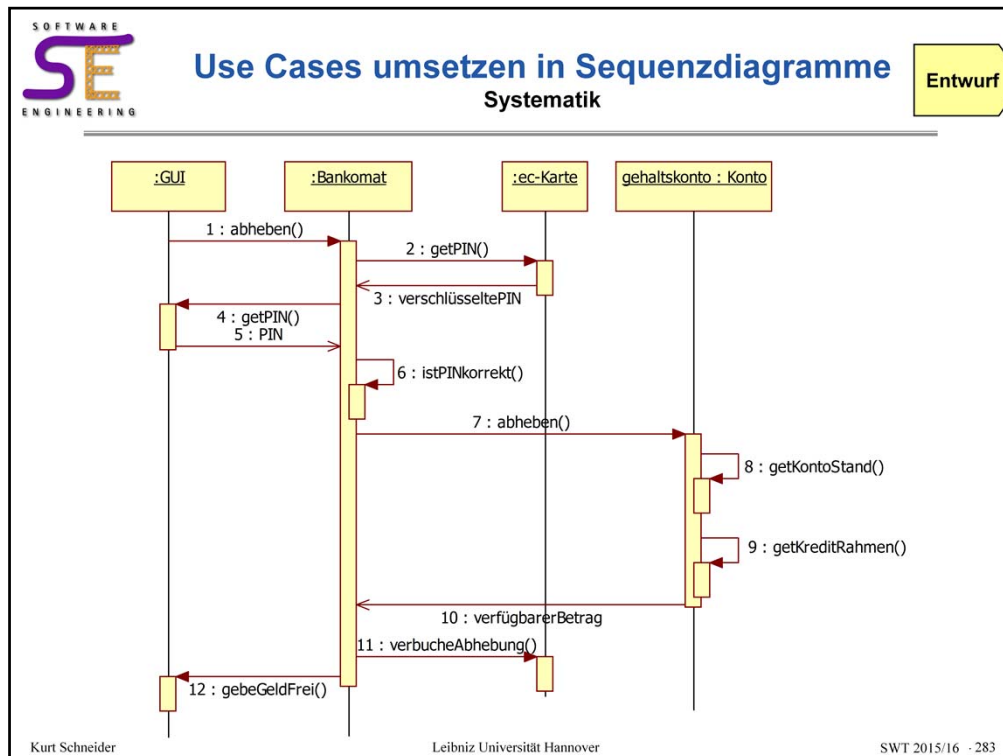 SOFTWARE
SE
ENGINEERING
Use Cases umsetzen in Sequenzdiagramme
Systematik
Entwurf
:GUI
:Bankomat
:ec-Karte
gehaltskonto : Konto
1 : abheben()
2 : getPIN()
3 : verschlüsseltePIN
4 : getPIN()
5 : PIN
6 : istPINkorrekt()
7 : abheben()
8 : getKontoStand()
9 : getKreditRahmen()
10 : verfügbarerBetrag
11 : verbucheAbhebung()
12 : gebeGeldFrei()
Kurt Schneider
Leibniz Universität Hannover
SWT 2015/16 - 283